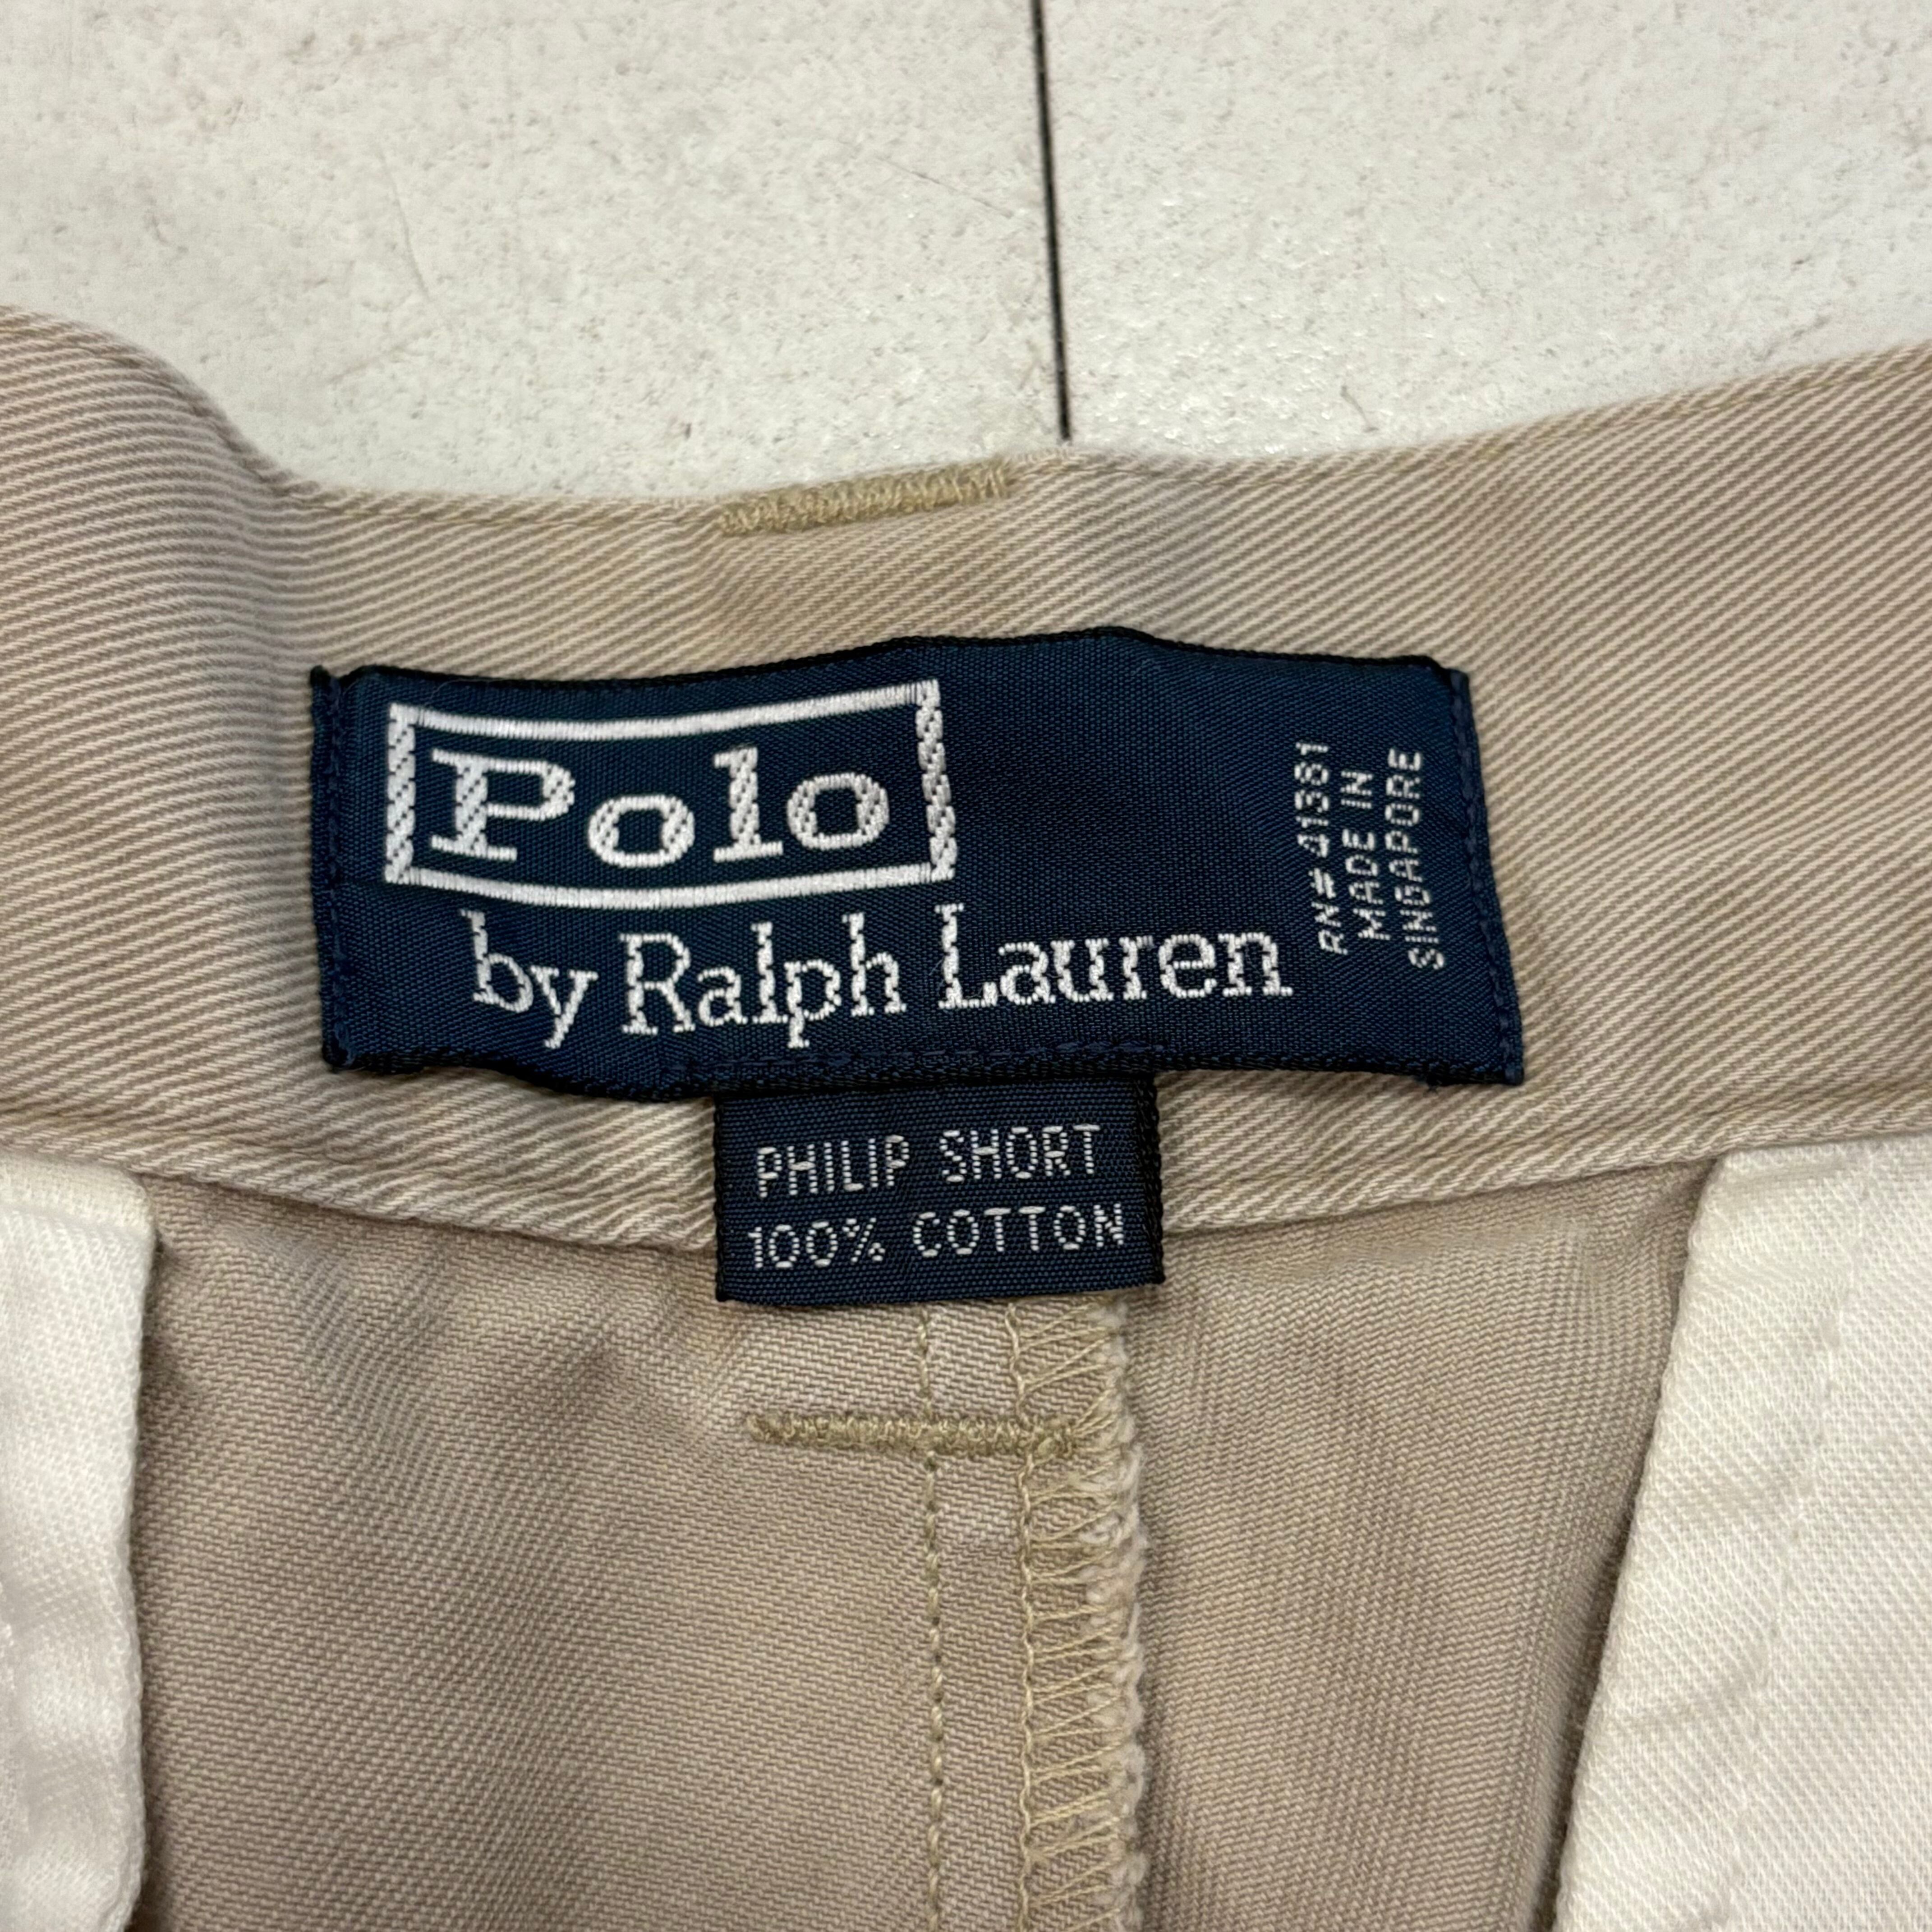 Polo
by Ralph Lauren
RN# 41381
MADE IN
SINGAPORE
PHILIP SHORT
100% COTTON